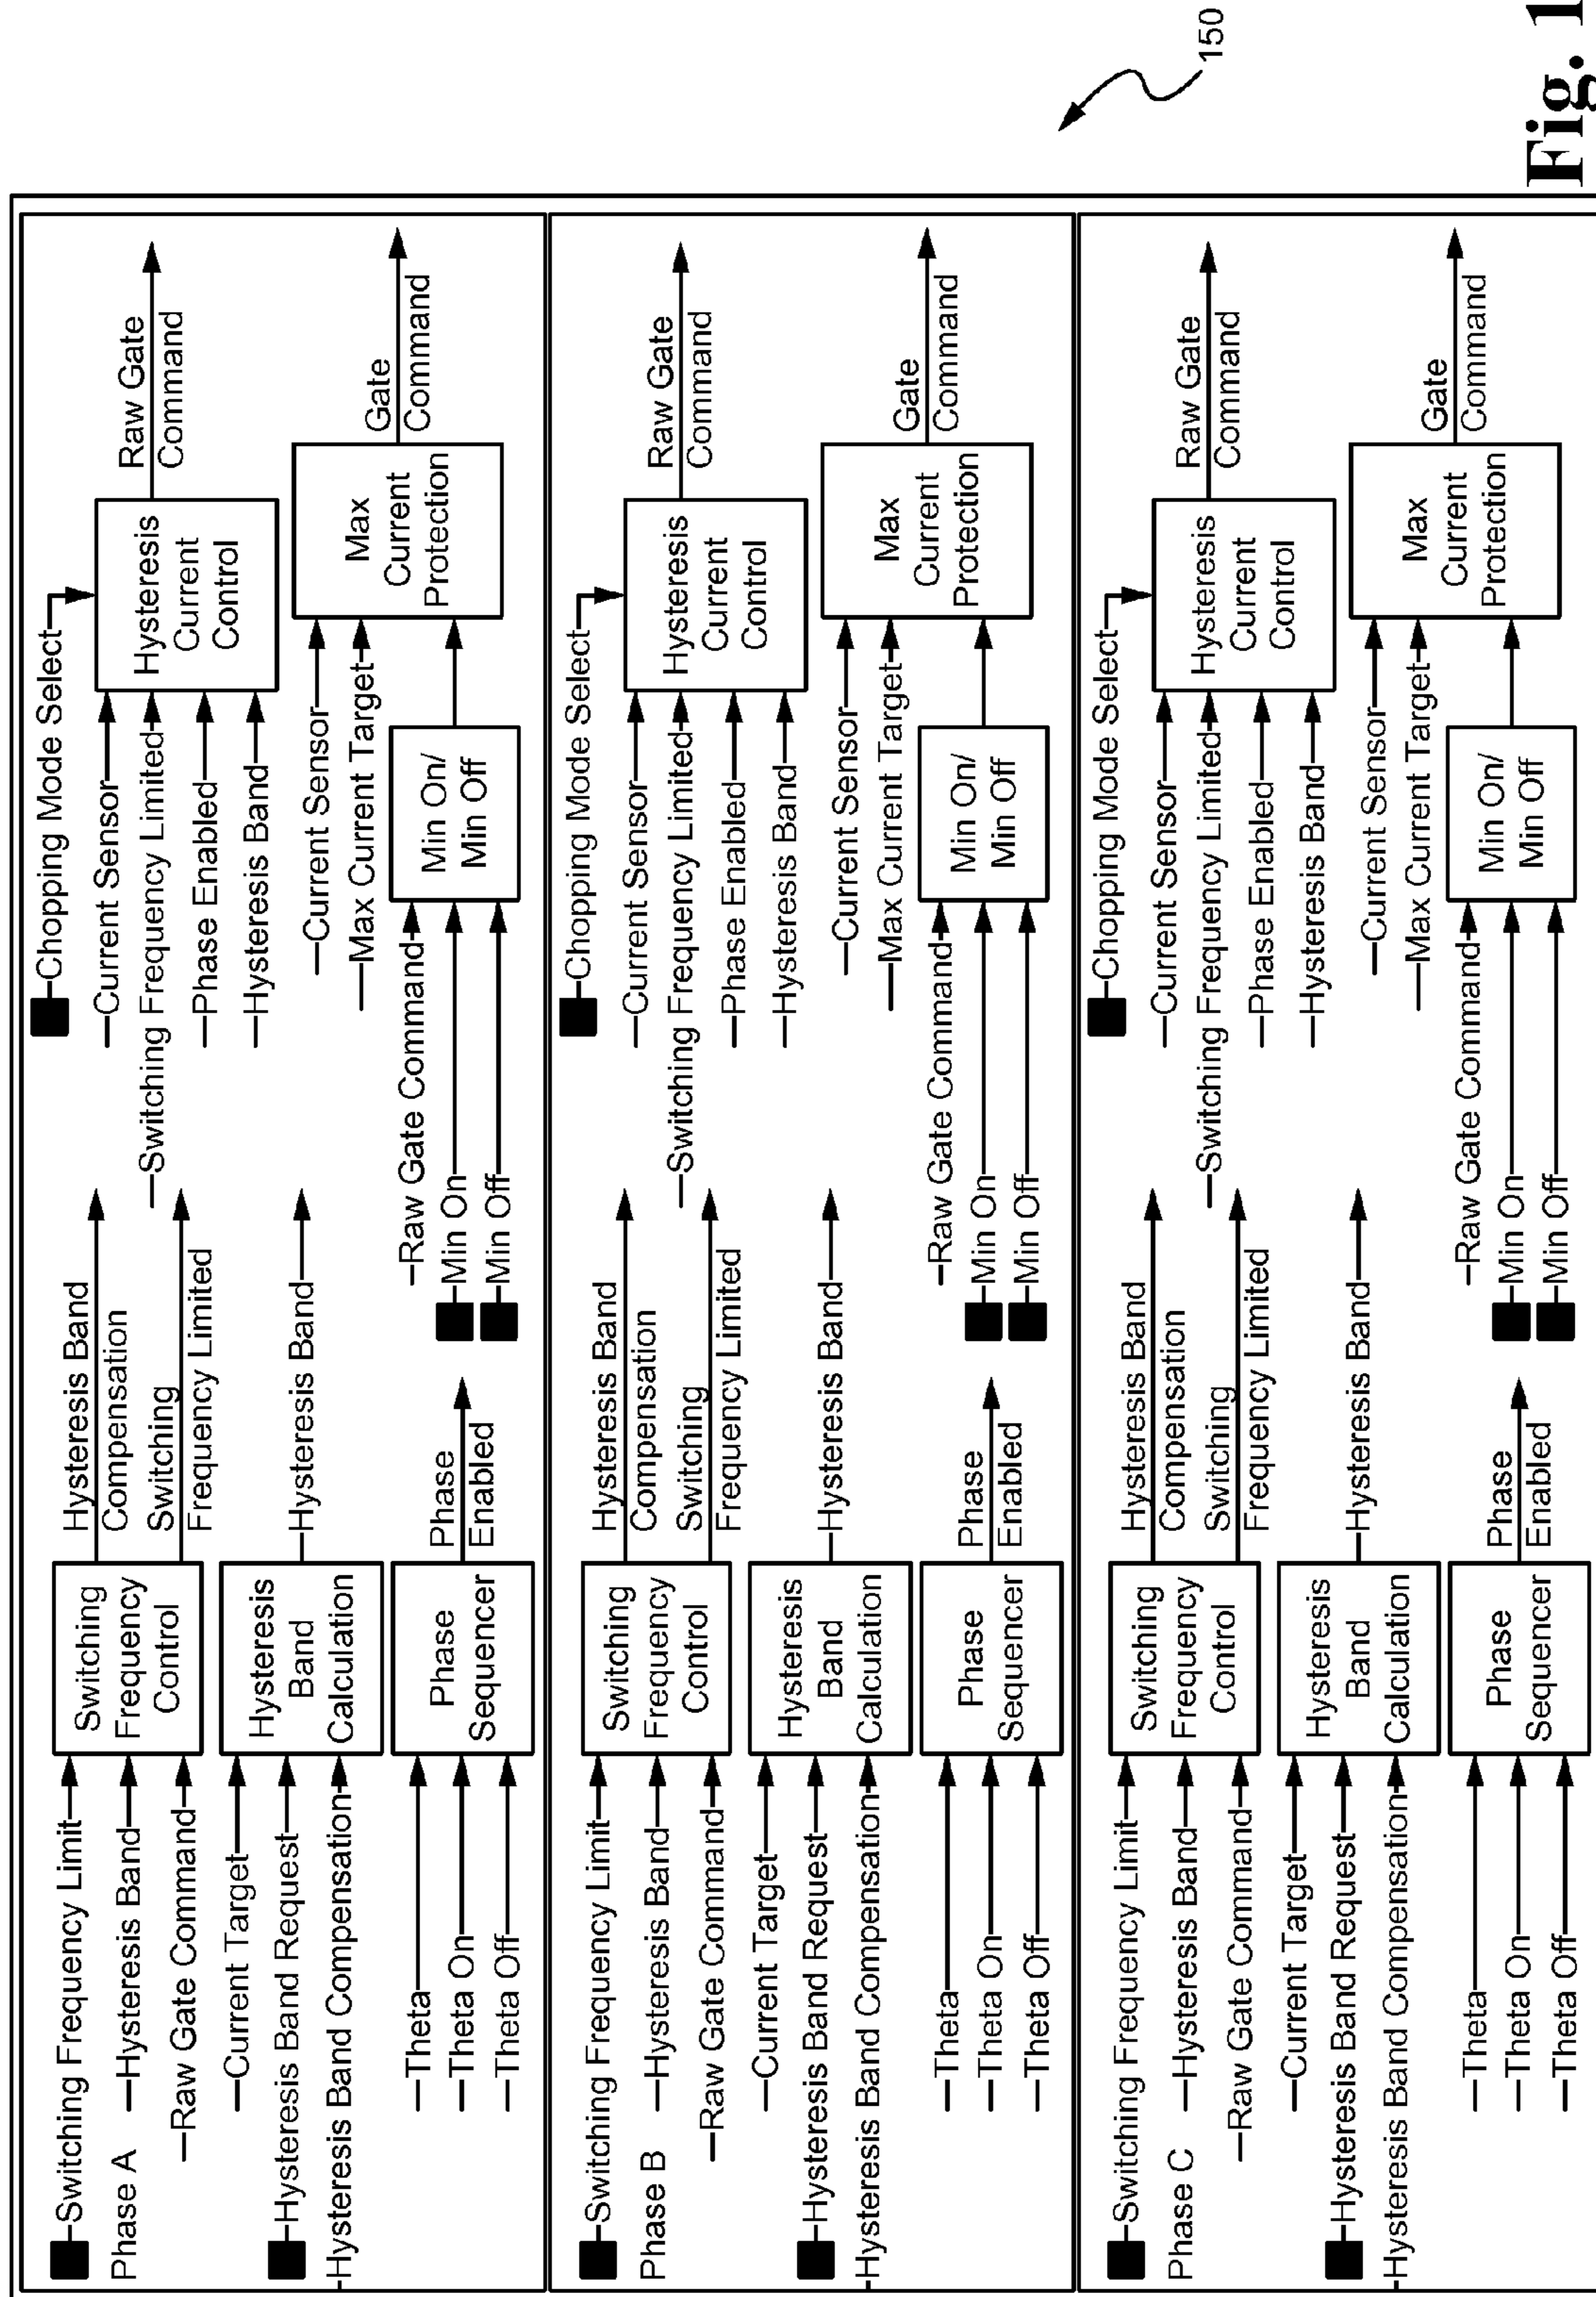 Switching Frequency Limit
Phase A
Hysteresis Band
Raw Gate Command
Switching
Frequency
Control
Hysteresis Band
Compensation
Switching
Frequency Limited
Current Target
Hysteresis Band Request
Hysteresis Band Compensation
Hysteresis
Band
Calculation
Hysteresis Band
Theta
Theta On
Theta Off
Phase
Sequencer
Phase
Enabled
Chopping Mode Select
Current Sensor
Switching Frequency Limited
Phase Enabled
Hysteresis Band
Hysteresis
Current
Control
Raw Gate
Command
Current Sensor
Max Current Target
Raw Gate Command
Min On
Min Off
Min On/
Min Off
Max
Current
Protection
Gate
Command
Switching Frequency Limit
Phase B
Hysteresis Band
Raw Gate Command
Switching
Frequency
Control
Hysteresis Band
Compensation
Switching
Frequency Limited
Current Target
Hysteresis Band Request
Hysteresis Band Compensation
Hysteresis
Band
Calculation
Hysteresis Band
Theta
Theta On
Theta Off
Phase
Sequencer
Phase
Enabled
Chopping Mode Select
Current Sensor
Switching Frequency Limited
Phase Enabled
Hysteresis Band
Hysteresis
Current
Control
Raw Gate
Command
Current Sensor
Max Current Target
Raw Gate Command
Min On
Min Off
Min On/
Min Off
Max
Current
Protection
Gate
Command
Switching Frequency Limit
Phase C
Hysteresis Band
Raw Gate Command
Switching
Frequency
Control
Hysteresis Band
Compensation
Switching
Frequency Limited
Current Target
Hysteresis Band Request
Hysteresis Band Compensation
Hysteresis
Band
Calculation
Hysteresis Band
Theta
Theta On
Theta Off
Phase
Sequencer
Phase
Enabled
Chopping Mode Select
Current Sensor
Switching Frequency Limited
Phase Enabled
Hysteresis Band
Hysteresis
Current
Control
Raw Gate
Command
Current Sensor
Max Current Target
Raw Gate Command
Min On
Min Off
Min On/
Min Off
Max
Current
Protection
Gate
Command
150
Fig. 1